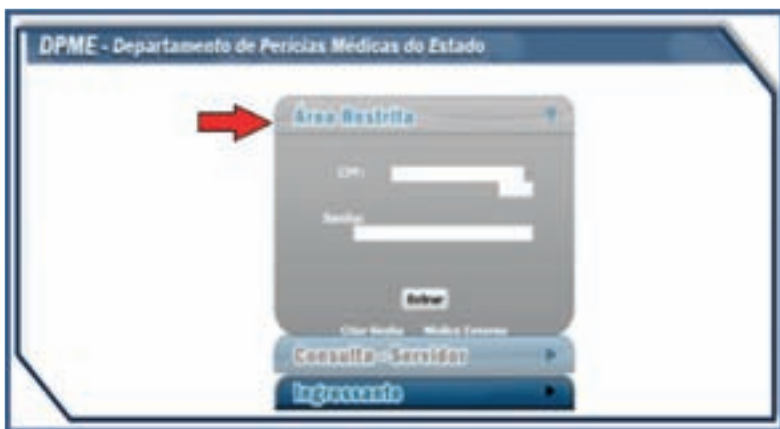 DPME - Departamento de Perícias Médicas do Estado
Área Restrita
CPF:
Senha:
Entrar
Criar Senha Médico Externo
Consulta - Servidor
Ingressante